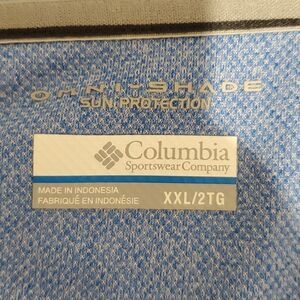 OMNI-SHADE
SUN PROTECTION
Columbia
Sportswear Company
MADE IN INDONESIA
FABRIQUÉ EN INDONÉSIE
XXL/2TG